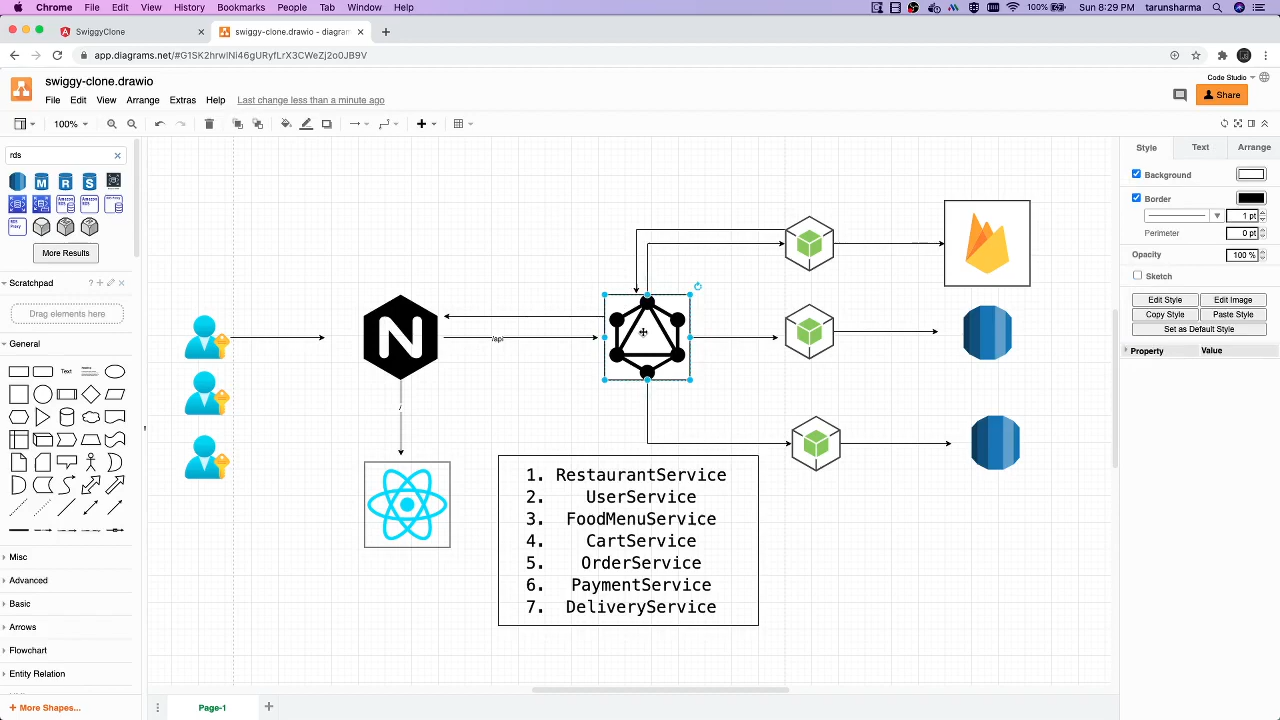 Chrome File Edit View History Bookmarks People Tab Window Help
100% Sun 8:29 PM tarunsharma
SwiggyClone
swiggy-clone.drawio - diagram
app.diagrams.net/#G1SK2hrwINi46gURyfLrX3CWeZj2o0JB9V
swiggy-clone.drawio
Code Studio
File Edit View Arrange Extras Help Last change less than a minute ago
Share
100%
rds
Style Text Arrange
Background
M R S
Border
1 pt
Perimeter 0 pt
More Results
Opacity 100 %
Sketch
Scratchpad
Edit Style Edit Image
Drag elements here
Copy Style Paste Style
Set as Default Style
General
Property Value
Text
N
/api
/
1. RestaurantService
2. UserService
3. FoodMenuService
4. CartService
5. OrderService
6. PaymentService
7. DeliveryService
Misc
Advanced
Basic
Arrows
Flowchart
Entity Relation
More Shapes...
Page-1